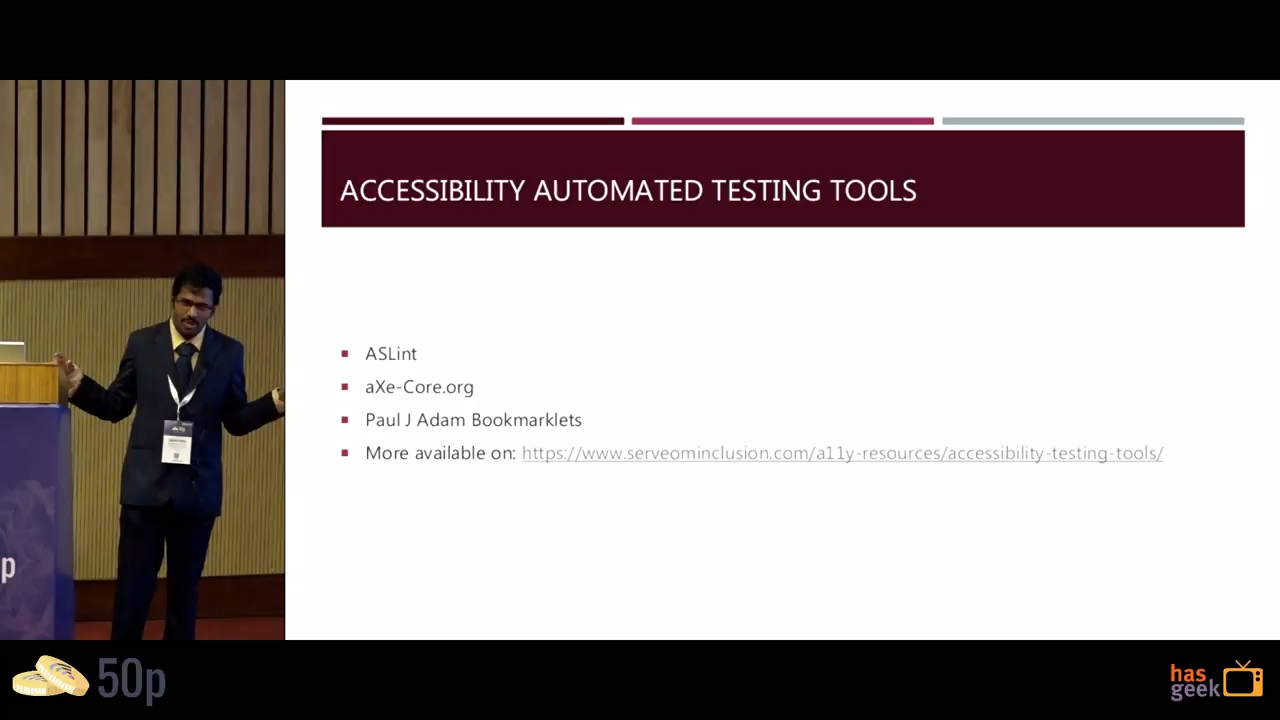 ACCESSIBILITY AUTOMATED TESTING TOOLS
ASLint
aXe-Core.org
Paul J Adam Bookmarklets
More available on: https://www.serveominclusion.com/a11y-resources/accessibility-testing-tools/
p
50p
has
geek